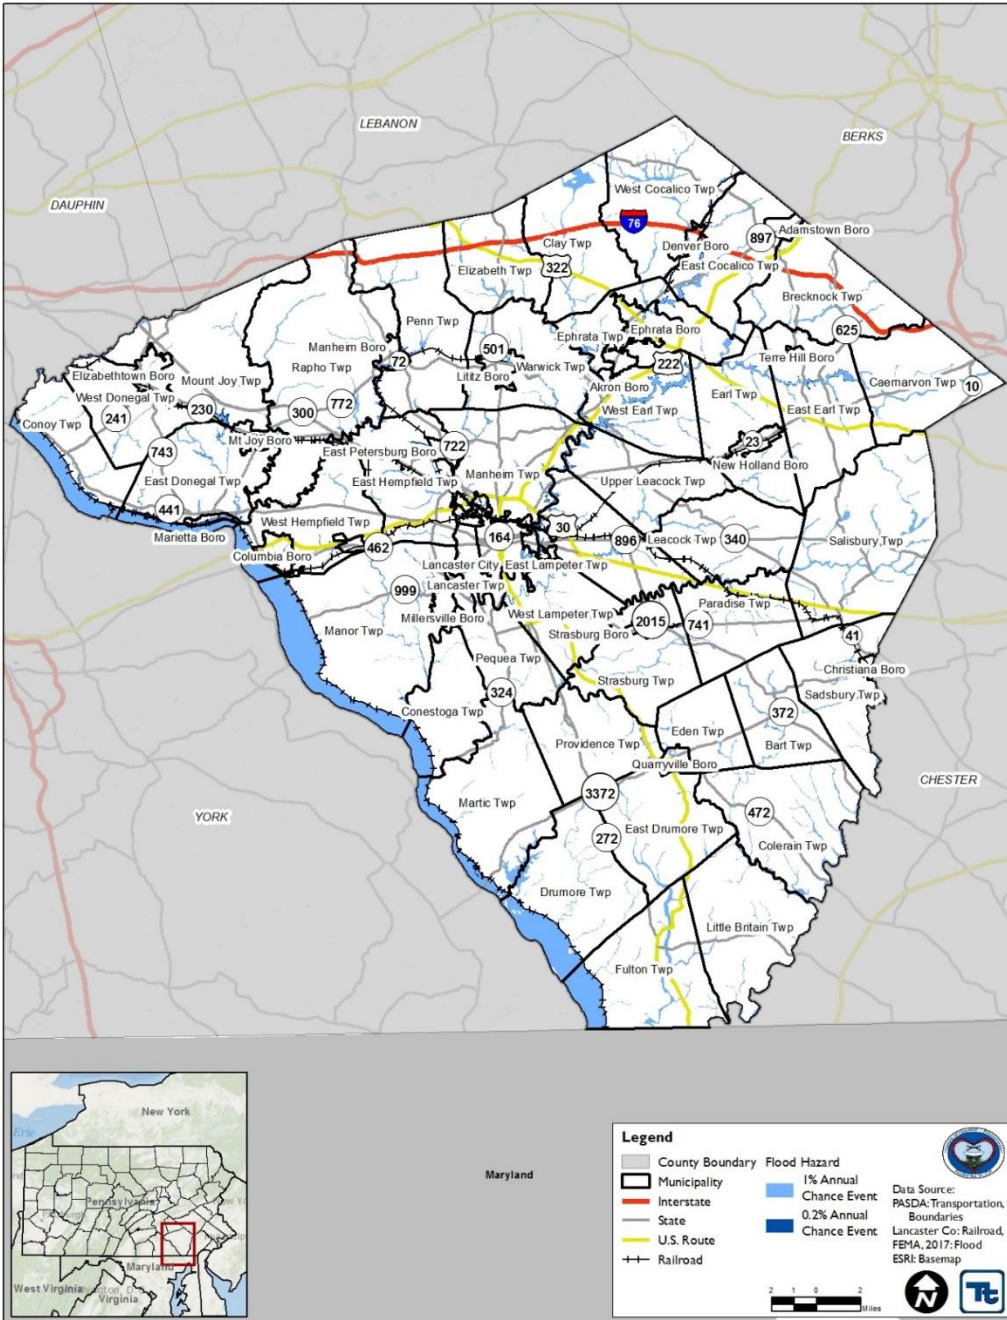 LEBANON
BERKS
DAUPHIN
West Cocalico Twp
76
Adamstown Boro
897
Denver Boro
Clay Twp
322
East Cocalico Twp
Elizabeth Twp
Brecknock Twp
Penn Twp
Ephrata Twp
Ephrata Boro
625
Manheim Boro
501
72
222
Terre Hill Boro
Rapho Twp
Warwick Twp
Elizabethtown Boro
Mount Joy Twp
Lititz Boro
Akron Boro
Earl Twp
Caernarvon Twp
10
West Donegal Twp
241
230
300
772
West Earl Twp
East Earl Twp
Conoy Twp
Mt Joy Boro
23
743
East Petersburg Boro
722
New Holland Boro
Manheim Twp
East Donegal Twp
East Hempfield Twp
Upper Leacock Twp
441
West Hempfield Twp
30
Marietta Boro
164
896
Leacock Twp
340
Salisbury Twp
462
Columbia Boro
Lancaster City
East Lampeter Twp
Lancaster Twp
999
Paradise Twp
Millersville Boro
West Lampeter Twp
2015
741
Manor Twp
Strasburg Boro
41
Pequea Twp
Christiana Boro
Strasburg Twp
324
Sadsbury Twp
Conestoga Twp
372
Eden Twp
Providence Twp
Bart Twp
Quarryville Boro
CHESTER
3372
Martic Twp
YORK
472
East Drumore Twp
272
Colerain Twp
Drumore Twp
Little Britain Twp
Fulton Twp
New York
Erie
Pennsylvania
Maryland
West Virginia
Virginia
Maryland
Legend
County Boundary
Municipality
Interstate
State
U.S. Route
Railroad
Flood Hazard
1% Annual
Chance Event
0.2% Annual
Chance Event
Data Source:
PASDA: Transportation,
Boundaries
Lancaster Co: Railroad,
FEMA, 2017: Flood
ESRI: Basemap
2 1 0 2
Miles
N
Tt